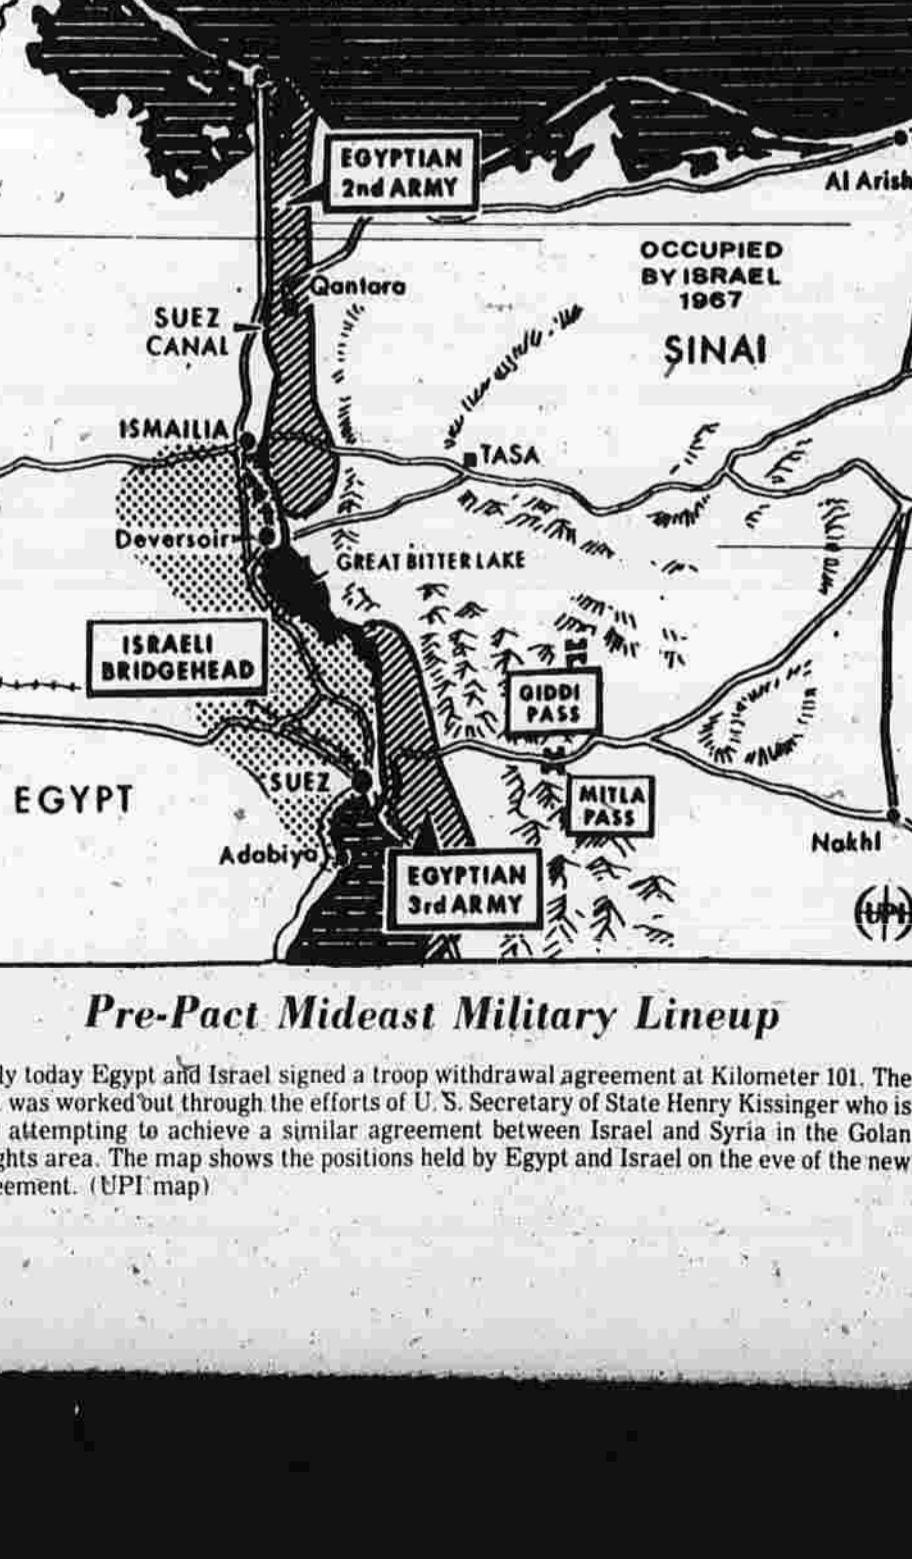 EGYPTIAN
2nd ARMY
Al Arish
OCCUPIED
BY ISRAEL
1967
SINAI
Qantara
SUEZ
CANAL
ISMAILIA
TASA
Deversoir
GREAT BITTER LAKE
ISRAELI
BRIDGEHEAD
GIDDI
PASS
EGYPT
SUEZ
MITLA
PASS
Nakhl
Adabiya
EGYPTIAN
3rd ARMY
UPI
Pre-Pact Mideast Military Lineup
ly today Egypt and Israel signed a troop withdrawal agreement at Kilometer 101. The
was worked out through the efforts of U. S. Secretary of State Henry Kissinger who is
attempting to achieve a similar agreement between Israel and Syria in the Golan
ghts area. The map shows the positions held by Egypt and Israel on the eve of the new
eement. (UPI map)